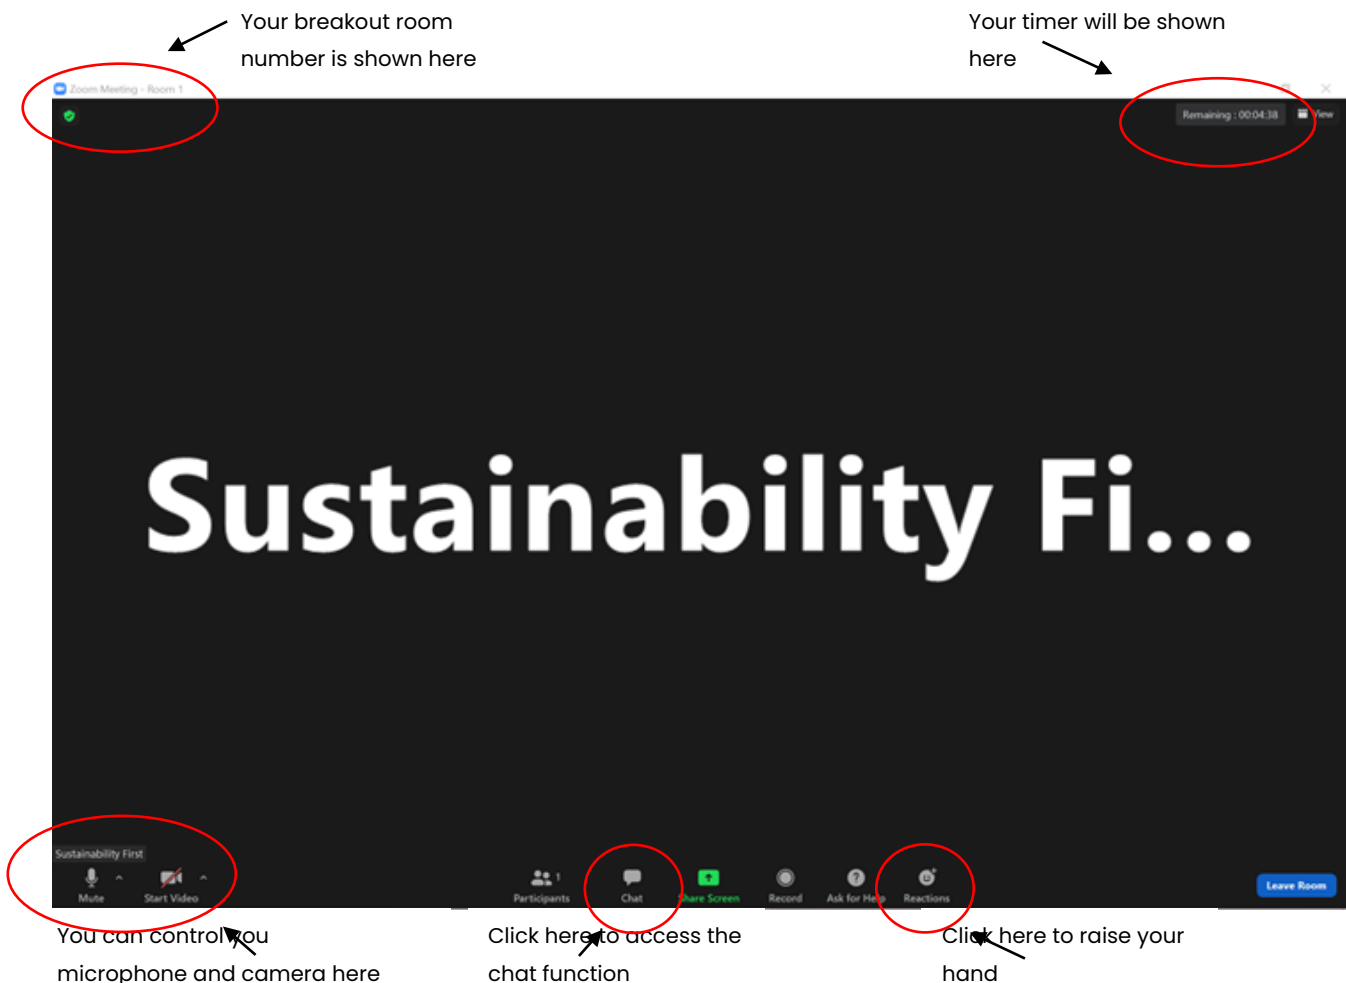 Your breakout room
number is shown here
Your timer will be shown
here
Zoom Meeting - Room 1
Remaining : 00:04:38
View
Sustainability Fi...
Sustainability First
Mute
Start Video
1
Participants
Chat
Share Screen
Record
Ask for Help
Reactions
Leave Room
You can control you
microphone and camera here
Click here to access the
chat function
Click here to raise your
hand